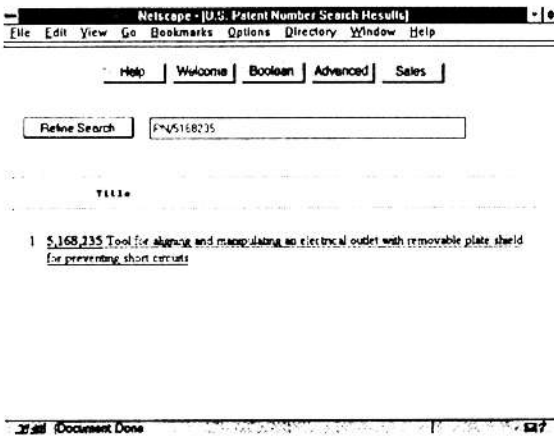 Netscape - [U.S. Patent Number Search Results]
File Edit View Go Bookmarks Options Directory Window Help
Help Welcome Boolean Advanced Sales
Refine Search PN/5168235
Title
1 5,168,235 Tool for aligning and manipulating an electrical outlet with removable plate shield
for preventing short circuits
Document Done